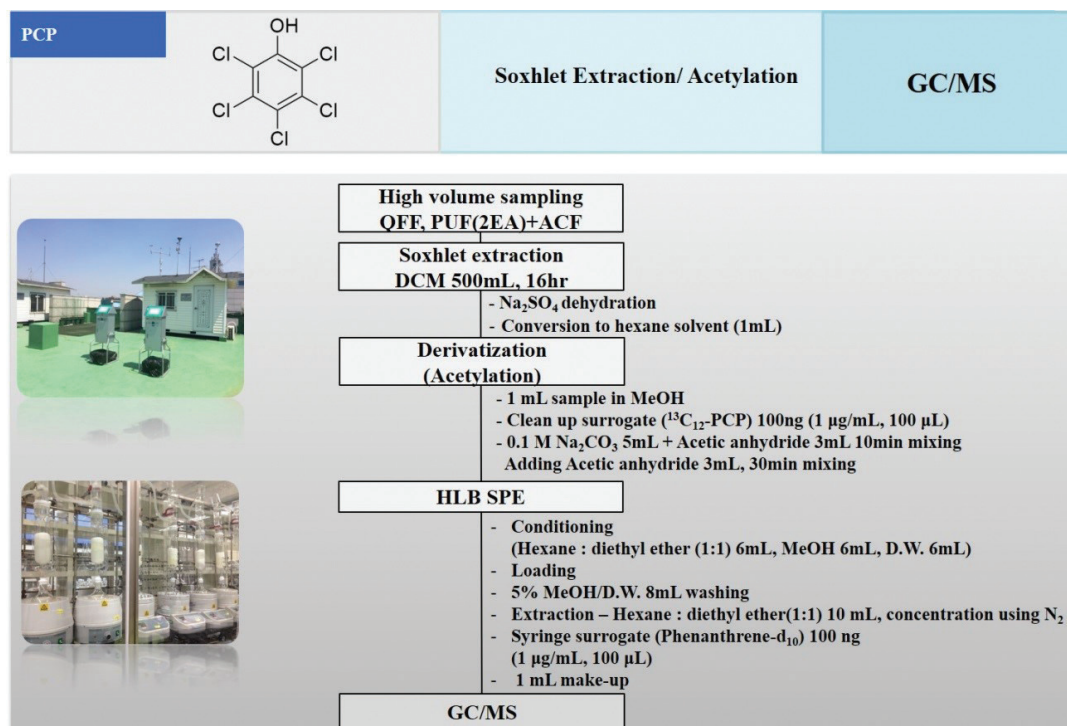 PCP
OH
Cl
Cl
Cl
Cl
Cl
Soxhlet Extraction/ Acetylation
GC/MS
High volume sampling
QFF, PUF(2EA)+ACF
Soxhlet extraction
DCM 500mL, 16hr
- Na₂SO₄ dehydration
- Conversion to hexane solvent (1mL)
Derivatization
(Acetylation)
- 1 mL sample in MeOH
- Clean up surrogate (¹³C₁₂-PCP) 100ng (1 µg/mL, 100 µL)
- 0.1 M Na₂CO₃ 5mL + Acetic anhydride 3mL 10min mixing
Adding Acetic anhydride 3mL, 30min mixing
HLB SPE
- Conditioning
(Hexane : diethyl ether (1:1) 6mL, MeOH 6mL, D.W. 6mL)
- Loading
- 5% MeOH/D.W. 8mL washing
- Extraction – Hexane : diethyl ether(1:1) 10 mL, concentration using N₂
- Syringe surrogate (Phenanthrene-d₁₀) 100 ng
(1 µg/mL, 100 µL)
- 1 mL make-up
GC/MS